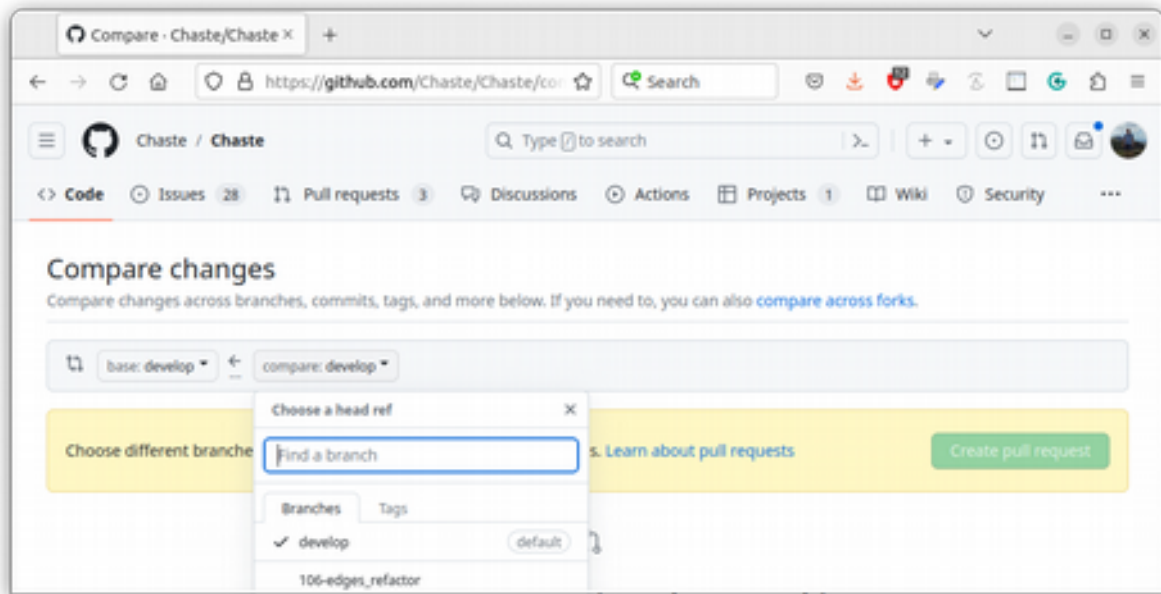 Compare · Chaste/Chaste × +
https://github.com/Chaste/Chaste/co Search
Chaste / Chaste Type / to search
Code Issues 28 Pull requests 3 Discussions Actions Projects 1 Wiki Security ...
Compare changes
Compare changes across branches, commits, tags, and more below. If you need to, you can also compare across forks.
base: develop compare: develop
Choose a head ref
Choose different branche Find a branch s. Learn about pull requests Create pull request
Branches Tags
develop default
106-edges_refactor